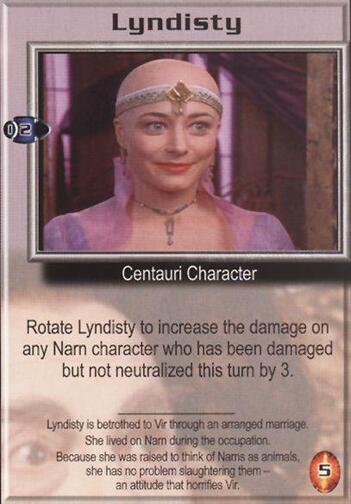 Lyndisty
02
Centauri Character
Rotate Lyndisty to increase the damage on
any Narn character who has been damaged
but not neutralized this turn by 3.
Lyndisty is betrothed to Vir through an arranged marriage.
She lived on Narn during the occupation.
Because she was raised to think of Narns as animals,
she has no problem slaughtering them –
an attitude that horrifies Vir.
5